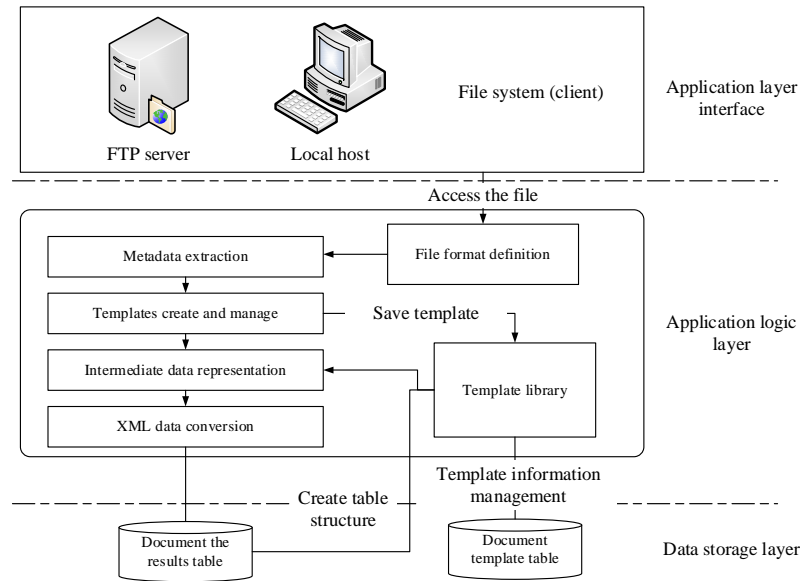 File system (client)
Application layer
interface
FTP server
Local host
Access the file
Metadata extraction
File format definition
Templates create and manage
Save template
Application logic
layer
Intermediate data representation
Template library
XML data conversion
Template information
management
Create table
structure
Document the
results table
Document
template table
Data storage layer